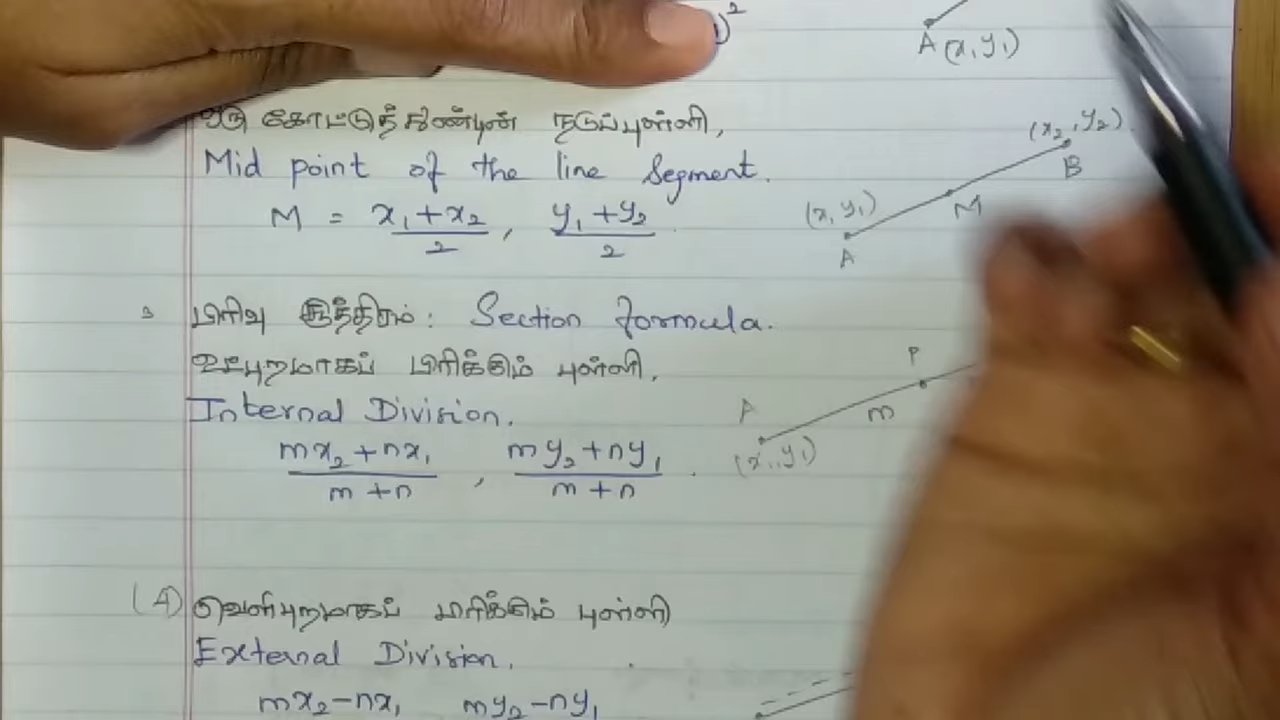 )²
A (x, y₁)
ஒரு கோட்டுத்துண்டின் நடுப்புள்ளி,
Mid point of the line Segment.
M = x₁ + x₂ / 2 , y₁ + y₂ / 2
(x, y₁)
A
M
(x₂, y₂)
B
3 பிரிவு சூத்திரம் : Section formula.
உட்புறமாகப் பிரிக்கும் புள்ளி.
Internal Division.
mx₂ + nx₁ / m + n , my₂ + ny₁ / m + n .
A
(x₁, y₁)
m
P
(4) வெளிபுறமாகப் பிரிக்கும் புள்ளி
External Division.
mx₂ - nx₁ my₂ - ny₁